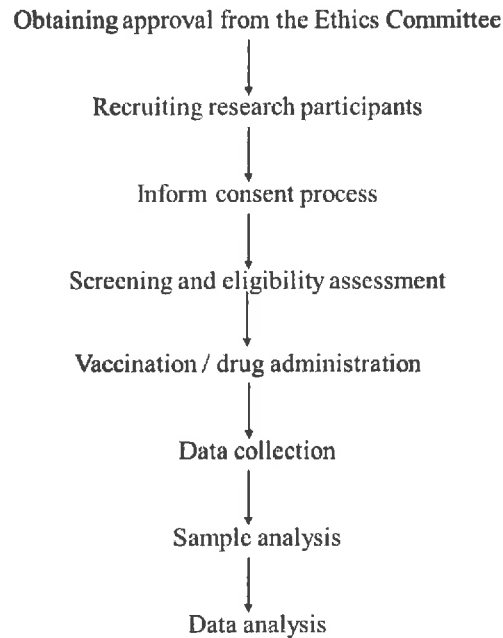 Obtaining approval from the Ethics Committee
Recruiting research participants
Inform consent process
Screening and eligibility assessment
Vaccination / drug administration
Data collection
Sample analysis
Data analysis